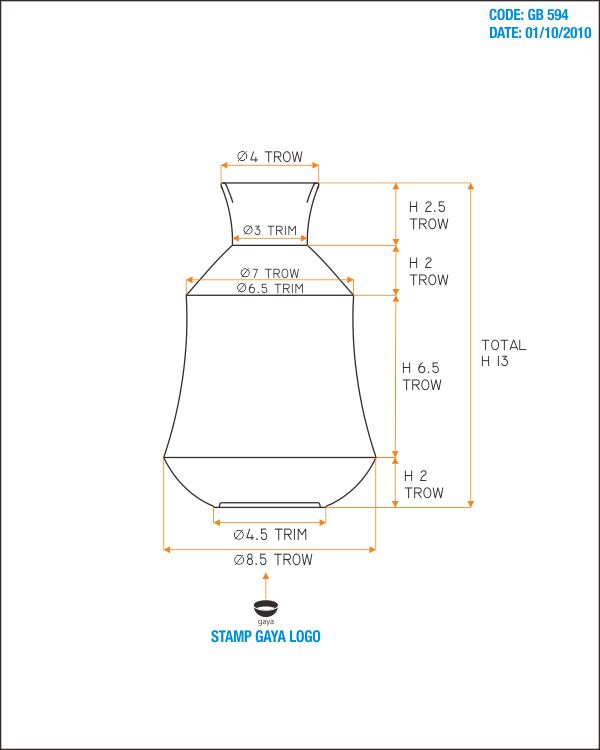 CODE: GB 594
DATE: 01/10/2010
Ø4 TROW
H 2.5
TROW
Ø3 TRIM
H 2
TROW
Ø7 TROW
Ø6.5 TRIM
TOTAL
H 13
H 6.5
TROW
H 2
TROW
Ø4.5 TRIM
Ø8.5 TROW
gaya
STAMP GAYA LOGO